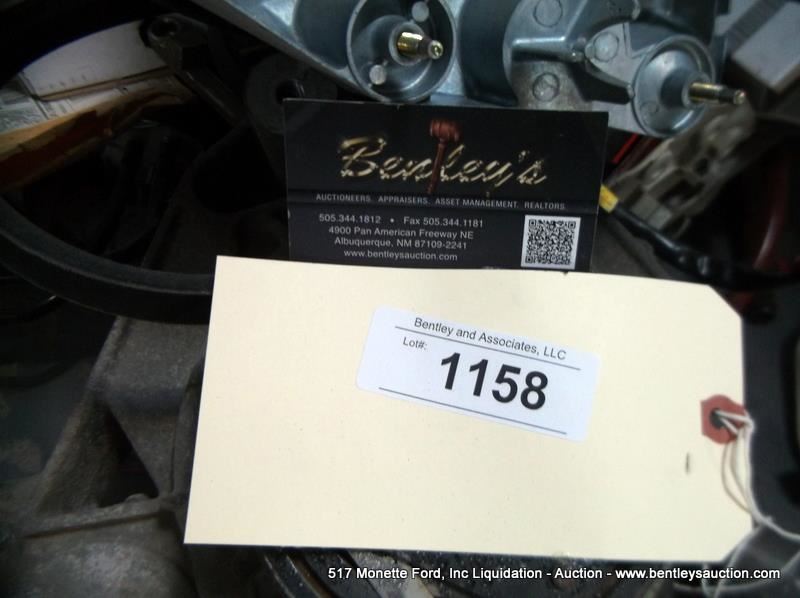 Bentley's
AUCTIONEERS. APPRAISERS. ASSET MANAGEMENT. REALTORS.
505.344.1812 • Fax 505.344.1181
4900 Pan American Freeway NE
Albuquerque, NM 87109-2241
www.bentleysauction.com
Bentley and Associates, LLC
Lot#:
1158
517 Monette Ford, Inc Liquidation - Auction - www.bentleysauction.com